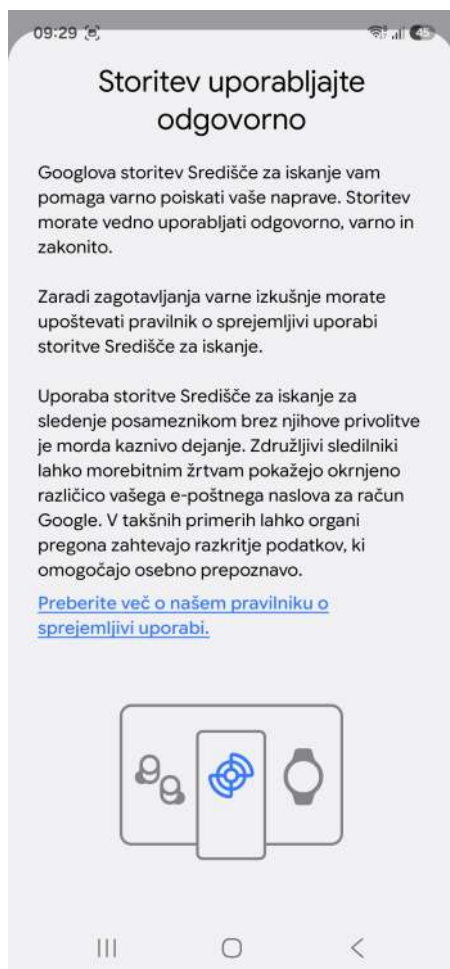 09:29
45
Storitev uporabljajte
odgovorno
Googlova storitev Središče za iskanje vam
pomaga varno poiskati vaše naprave. Storitev
morate vedno uporabljati odgovorno, varno in
zakonito.
Zaradi zagotavljanja varne izkušnje morate
upoštevati pravilnik o sprejemljivi uporabi
storitve Središče za iskanje.
Uporaba storitve Središče za iskanje za
sledenje posameznikom brez njihove privolitve
je morda kaznivo dejanje. Združljivi sledilniki
lahko morebitnim žrtvam pokažejo okrnjeno
različico vašega e-poštnega naslova za račun
Google. V takšnih primerih lahko organi
pregona zahtevajo razkritje podatkov, ki
omogočajo osebno prepoznavo.
Preberite več o našem pravilniku o
sprejemljivi uporabi.